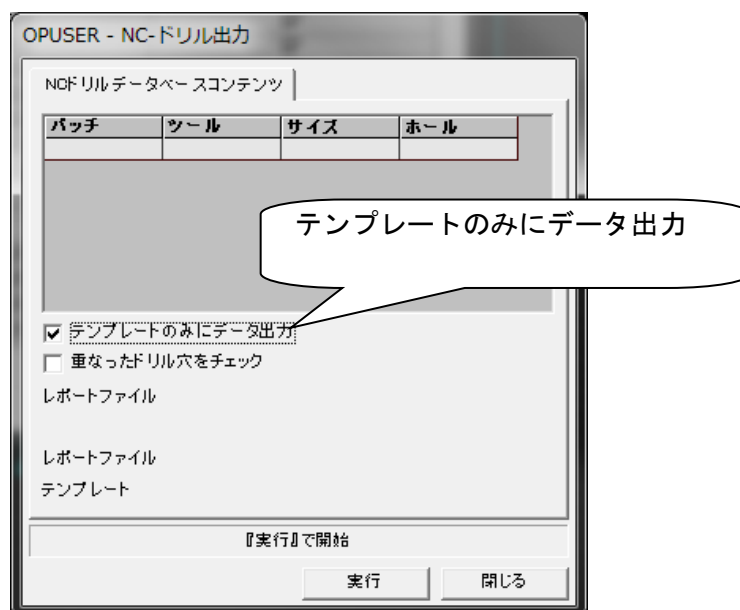 OPUSER - NC-ドリル出力
NCドリルデータベースコンテンツ
バッチ ツール サイズ ホール
テンプレートのみにデータ出力
テンプレートのみにデータ出力
重なったドリル穴をチェック
レポートファイル
レポートファイル
テンプレート
『実行』で開始
実行 閉じる